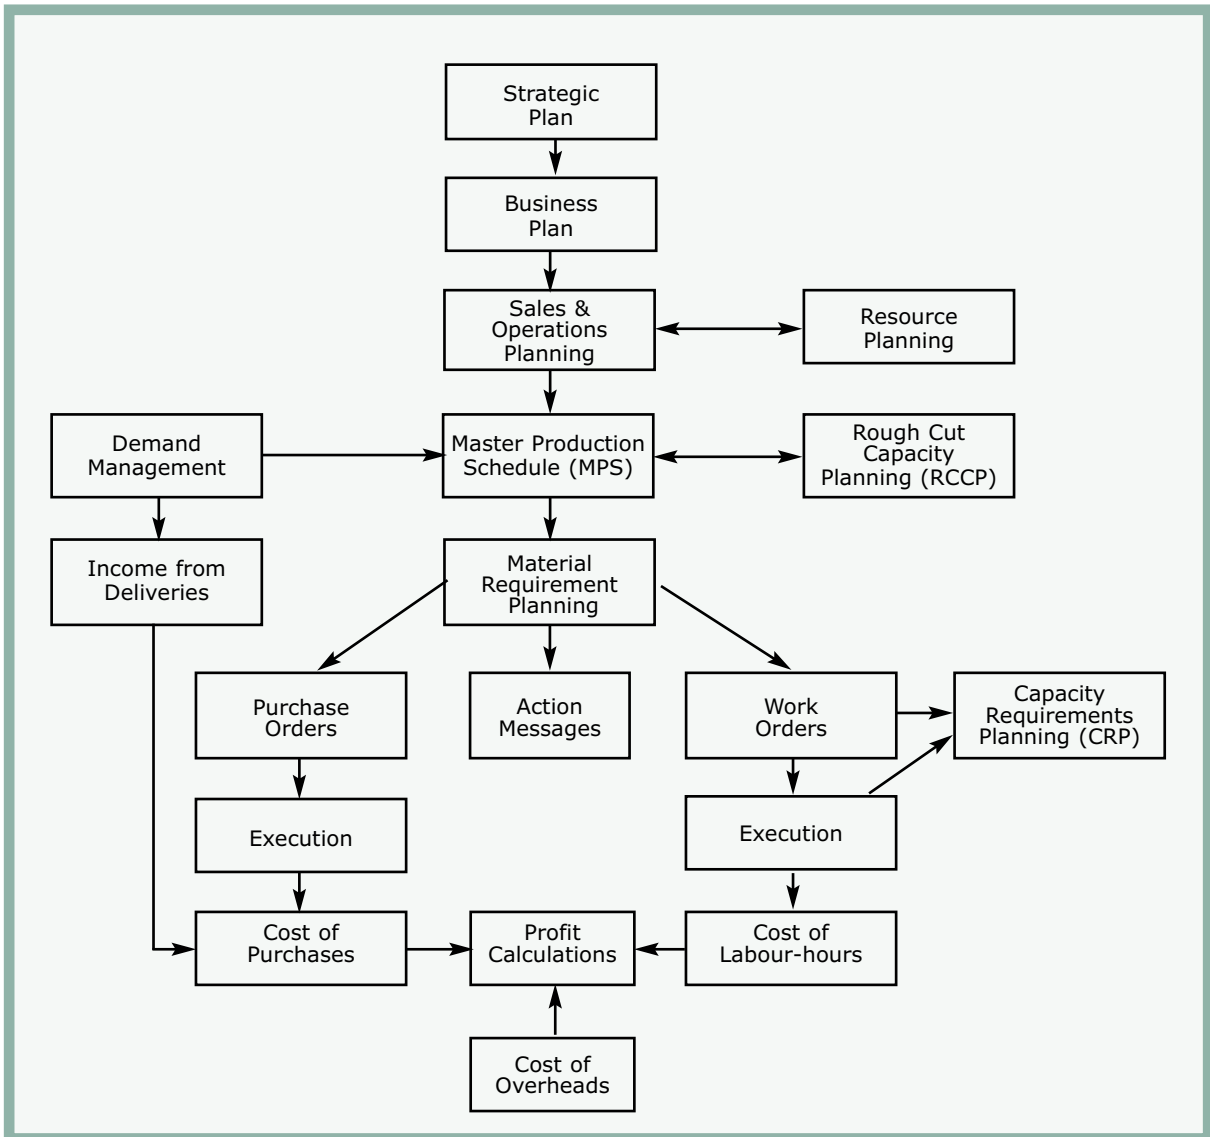 Strategic
Plan
Business
Plan
Sales &
Operations
Planning
Resource
Planning
Demand
Management
Master Production
Schedule (MPS)
Rough Cut
Capacity
Planning (RCCP)
Income from
Deliveries
Material
Requirement
Planning
Purchase
Orders
Action
Messages
Work
Orders
Capacity
Requirements
Planning (CRP)
Execution
Execution
Cost of
Purchases
Profit
Calculations
Cost of
Labour-hours
Cost of
Overheads